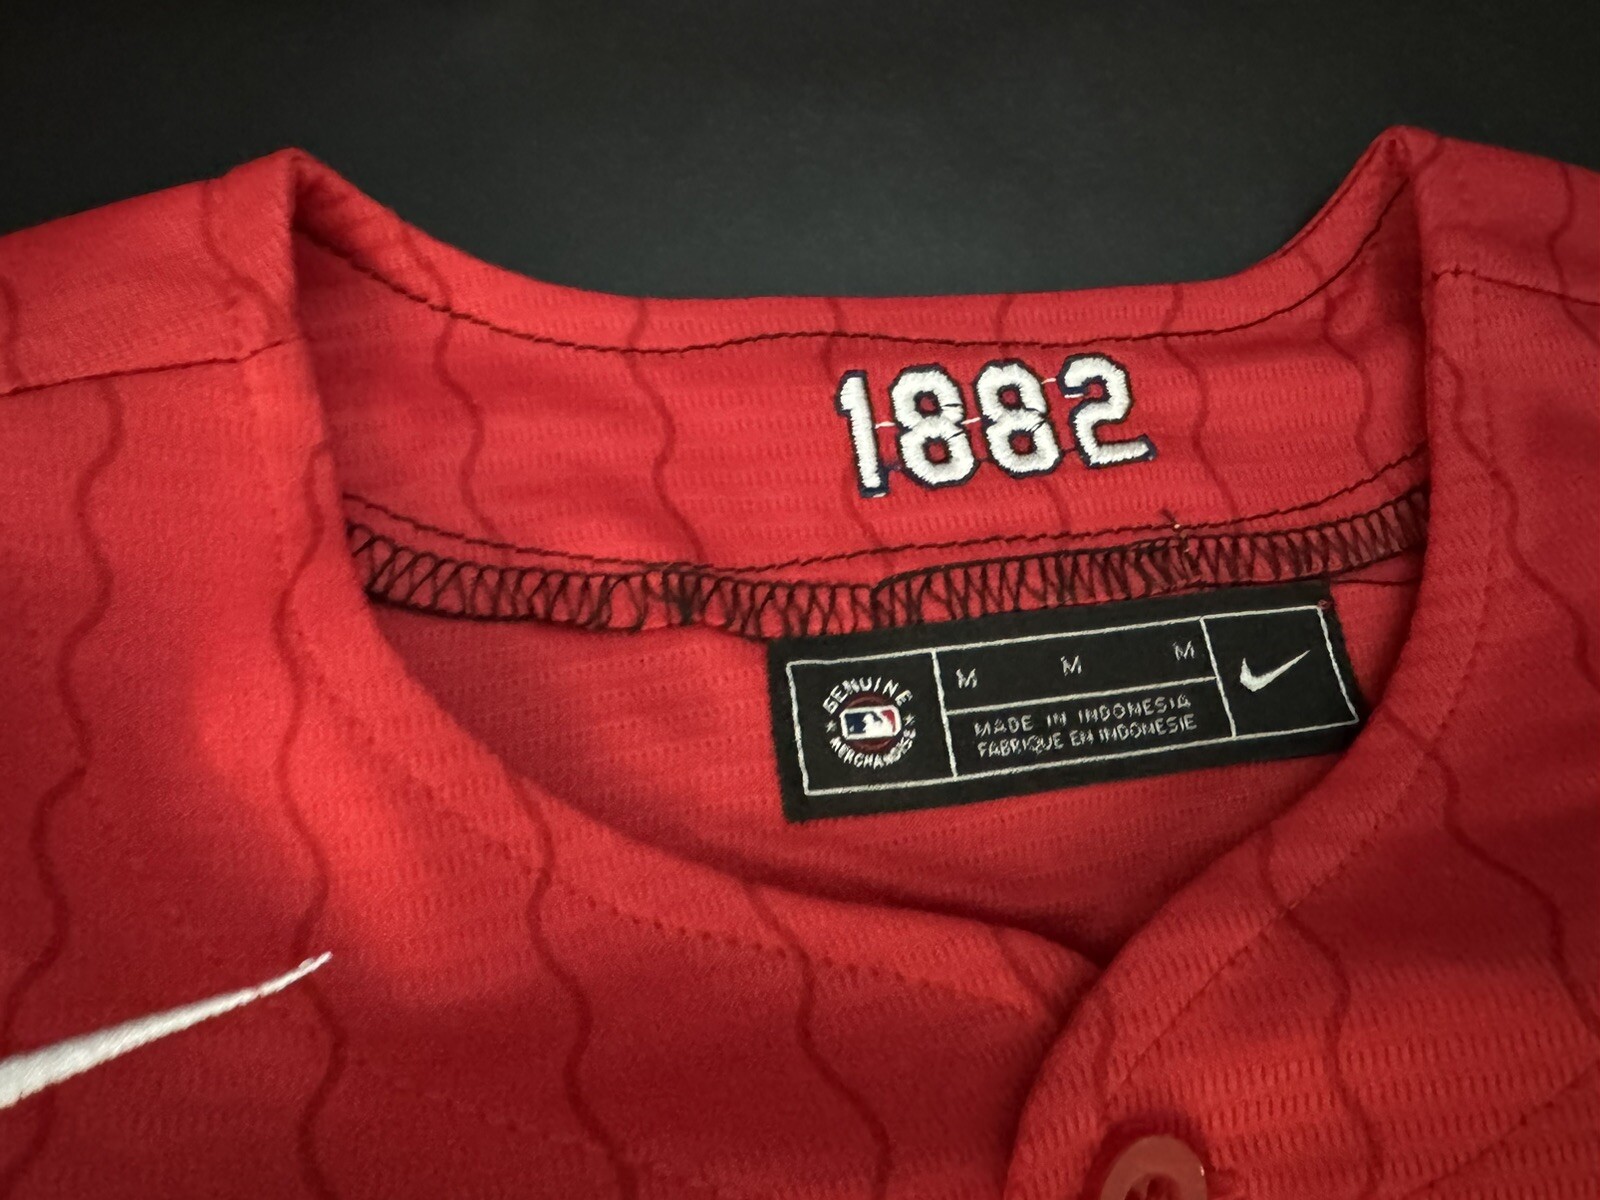 1882
GENUINE
MERCHANDISE
M M M
MADE IN INDONESIA
FABRIQUE EN INDONESIE